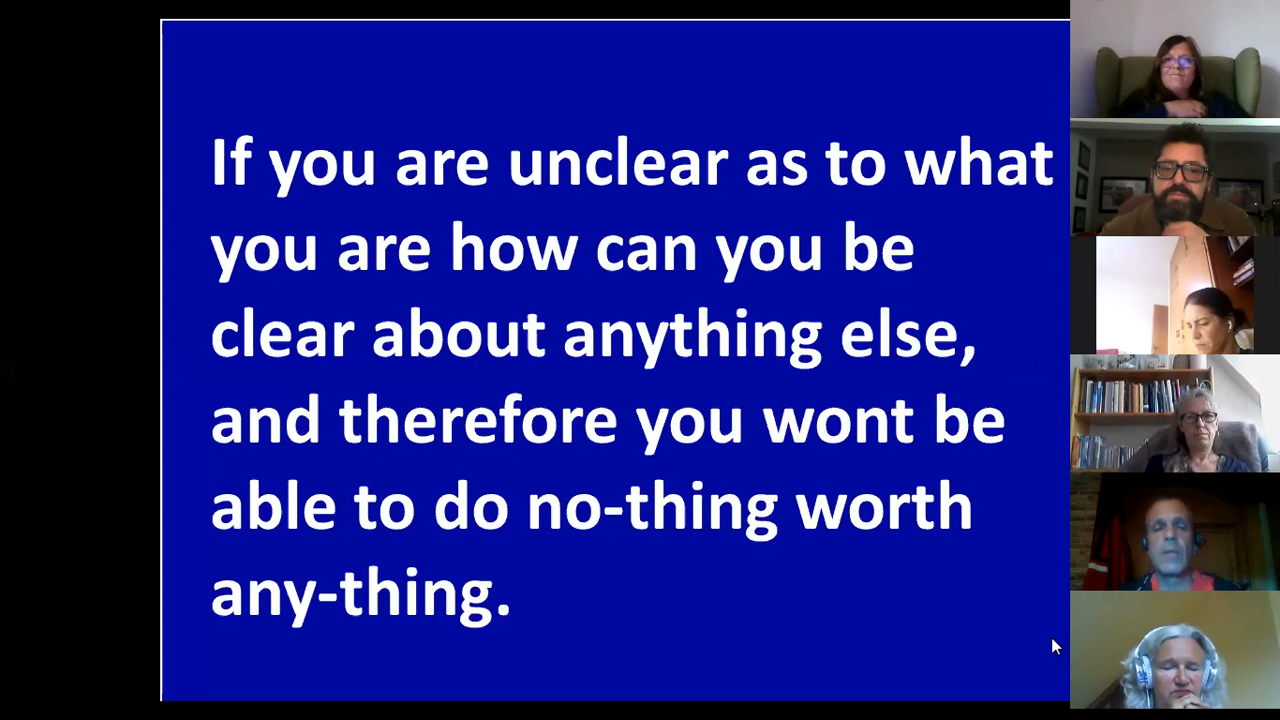 If you are unclear as to what
you are how can you be
clear about anything else,
and therefore you wont be
able to do no-thing worth
any-thing.